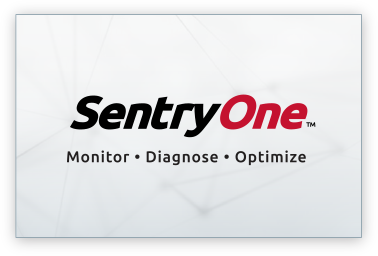 SentryOne™
Monitor • Diagnose • Optimize